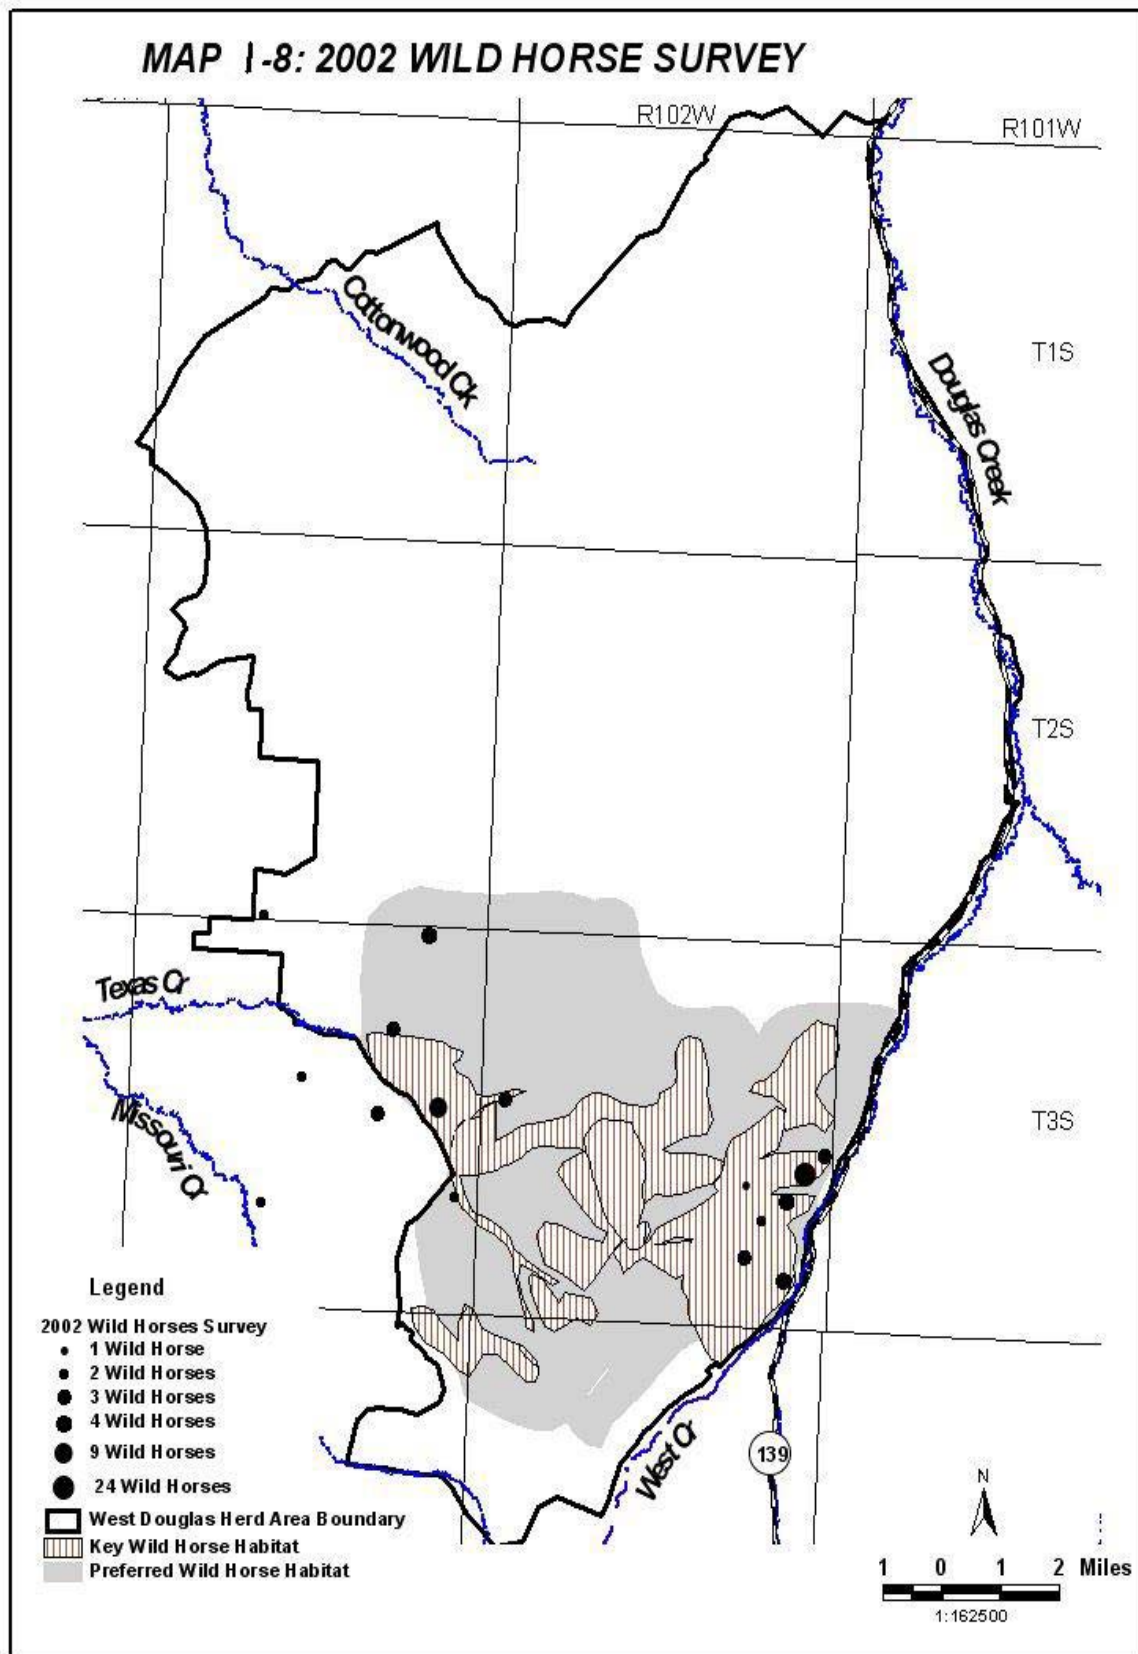 MAP I-8: 2002 WILD HORSE SURVEY
R102W
R101W
Cottonwood Ck
T1S
Douglas Creek
T2S
Texas Cr
Missouri Cr
T3S
Legend
2002 Wild Horses Survey
1 Wild Horse
2 Wild Horses
3 Wild Horses
4 Wild Horses
9 Wild Horses
24 Wild Horses
West Douglas Herd Area Boundary
Key Wild Horse Habitat
Preferred Wild Horse Habitat
West Cr
139
N
1 0 1 2 Miles
1:162500